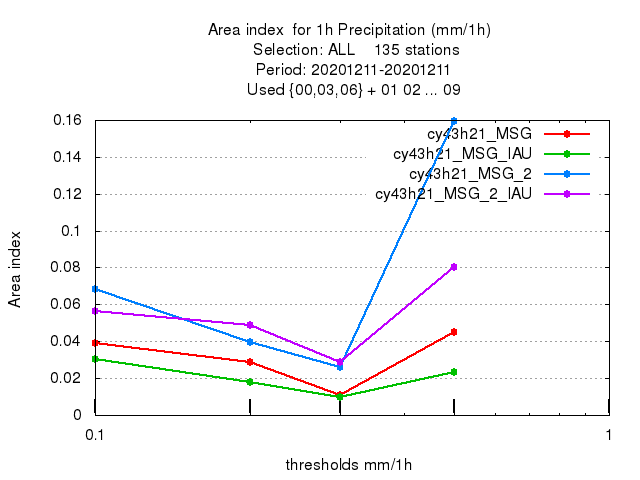 Area index for 1h Precipitation (mm/1h)
Selection: ALL 135 stations
Period: 20201211-20201211
Used {00,03,06} + 01 02 ... 09
0.16
0.14
0.12
0.1
0.08
0.06
0.04
0.02
0
Area index
cy43h21_MSG
cy43h21_MSG_IAU
cy43h21_MSG_2
cy43h21_MSG_2_IAU
0.1
1
thresholds mm/1h